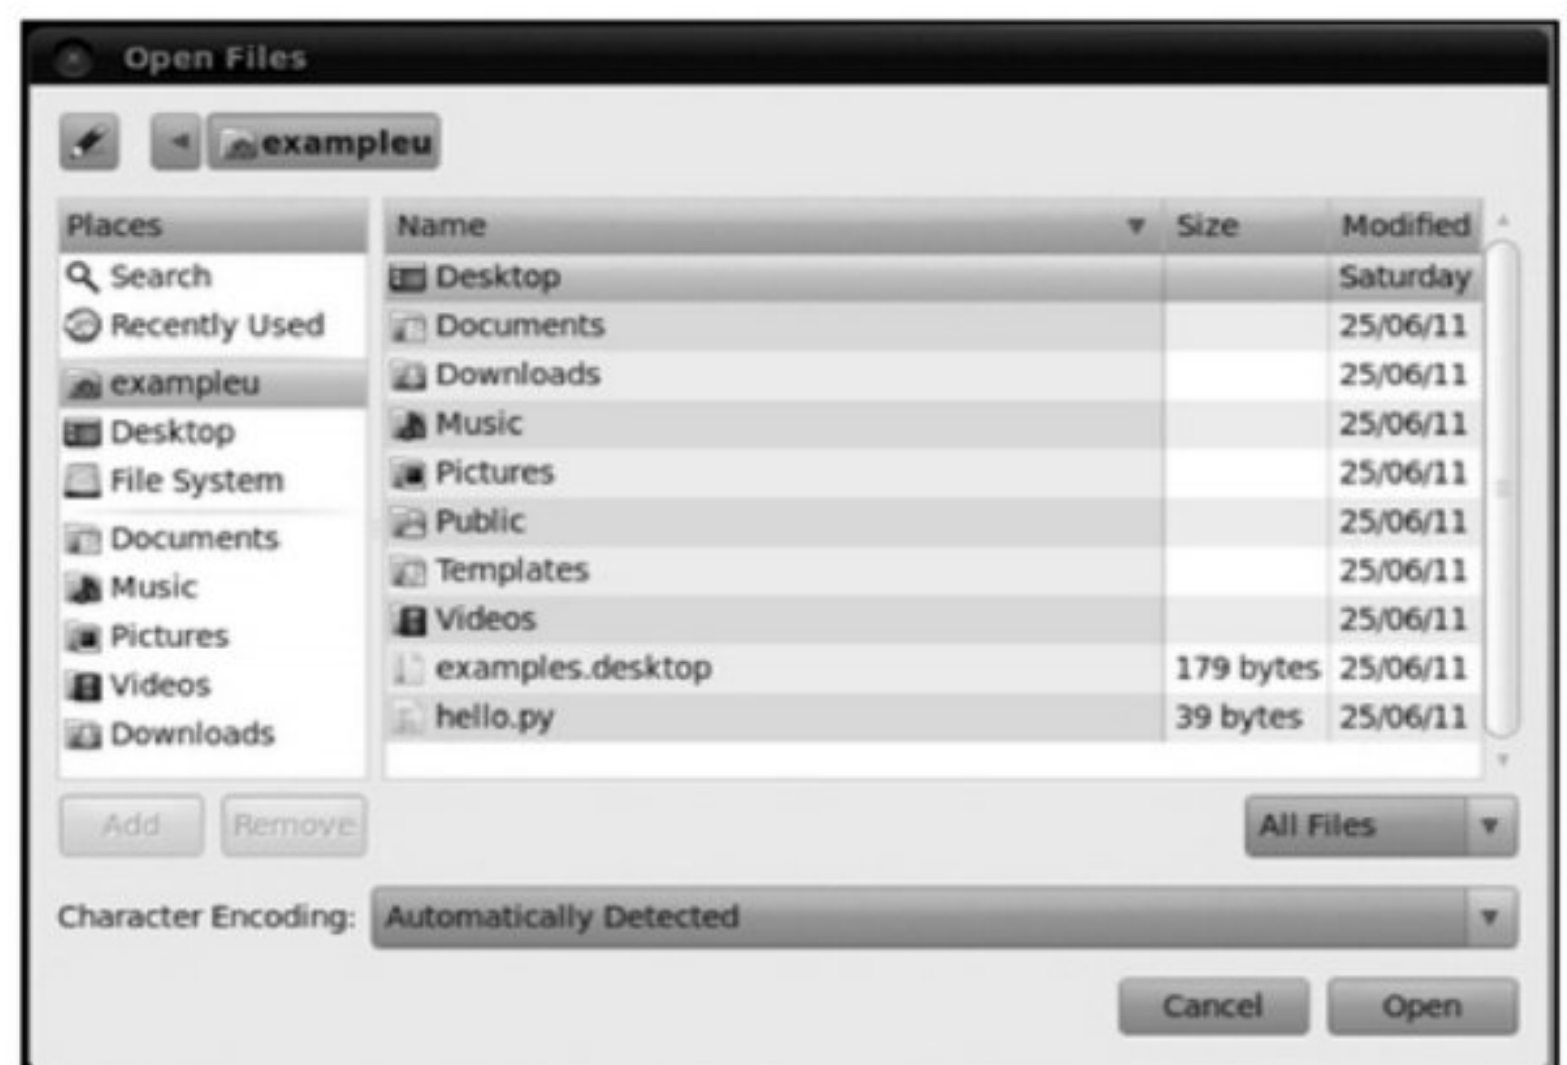 Open Files
exampleu
Places
Search
Recently Used
exampleu
Desktop
File System
Documents
Music
Pictures
Videos
Downloads
Name Size Modified
Desktop Saturday
Documents 25/06/11
Downloads 25/06/11
Music 25/06/11
Pictures 25/06/11
Public 25/06/11
Templates 25/06/11
Videos 25/06/11
examples.desktop 179 bytes 25/06/11
hello.py 39 bytes 25/06/11
Add Remove
All Files
Character Encoding: Automatically Detected
Cancel Open